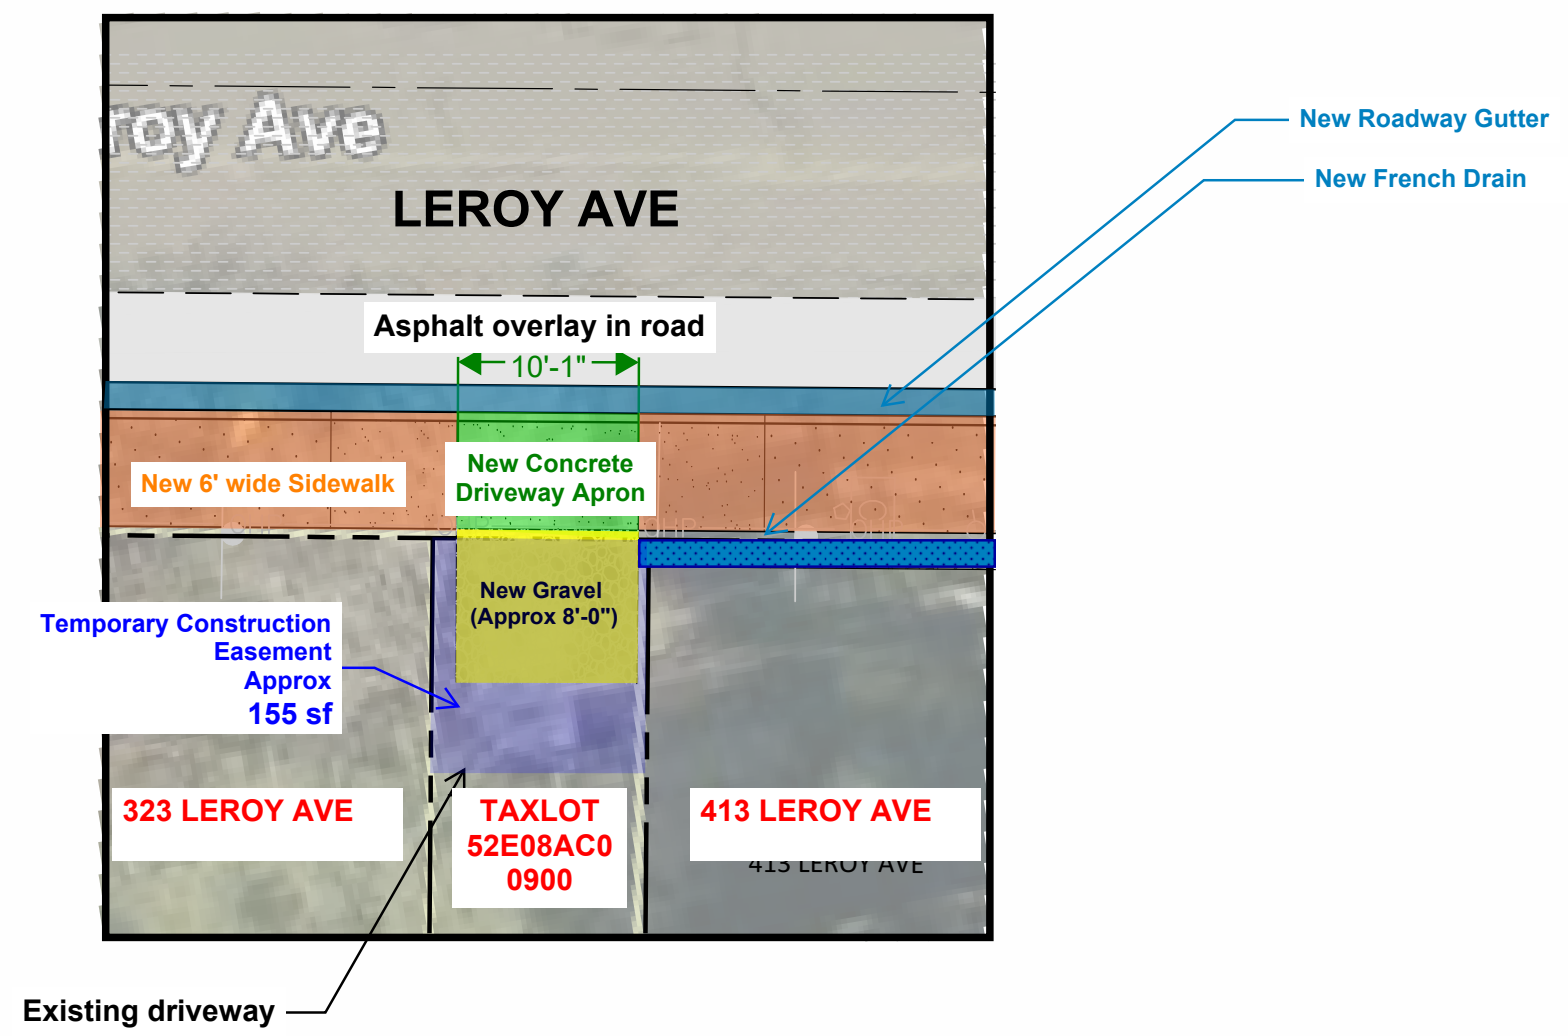 roy Ave
LEROY AVE
New Roadway Gutter
New French Drain
Asphalt overlay in road
10'-1"
New 6' wide Sidewalk
New Concrete
Driveway Apron
New Gravel
(Approx 8'-0")
Temporary Construction
Easement
Approx
155 sf
323 LEROY AVE
TAXLOT
52E08AC0
0900
413 LEROY AVE
413 LEROY AVE
Existing driveway